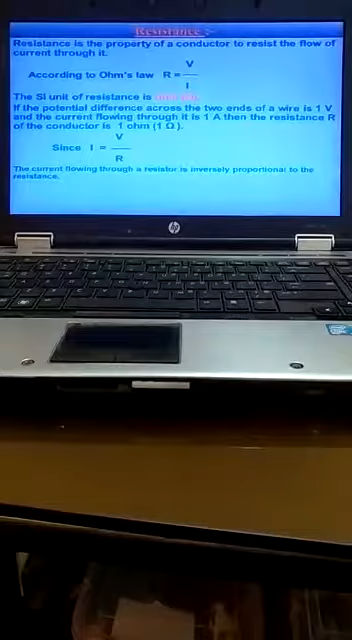 Resistance :-
Resistance is the property of a conductor to resist the flow of
current through it.
V
According to Ohm's law R =
I
The SI unit of resistance is
If the potential difference across the two ends of a wire is 1 V
and the current flowing through it is 1 A then the resistance R
of the conductor is 1 ohm (1 Ω ).
V
Since I =
R
The current flowing through a resistor is inversely proportional to the
resistance.
hp